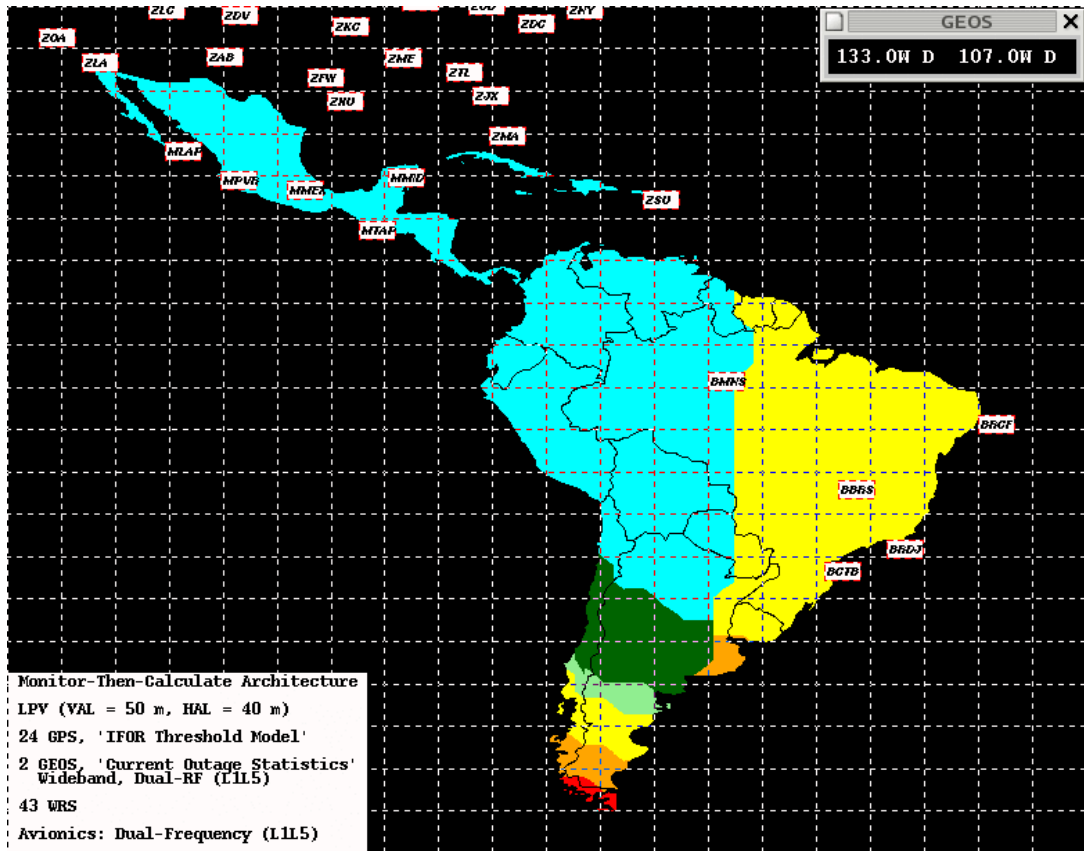 ZLC
ZDV
ZKC
ZDC
ZNY
GEOS
133.0W D 107.0W D
ZOA
ZLA
ZAB
ZFW
ZME
ZTL
ZHU
ZJX
ZMA
MLAP
MPVR
MMEX
MMID
MTAP
ZSU
BMNS
BRCF
BBRS
BRDJ
BCTB
Monitor-Then-Calculate Architecture
LPV (VAL = 50 m, HAL = 40 m)
24 GPS, 'IFOR Threshold Model'
2 GEOS, 'Current Outage Statistics'
Wideband, Dual-RF (L1L5)
43 WRS
Avionics: Dual-Frequency (L1L5)